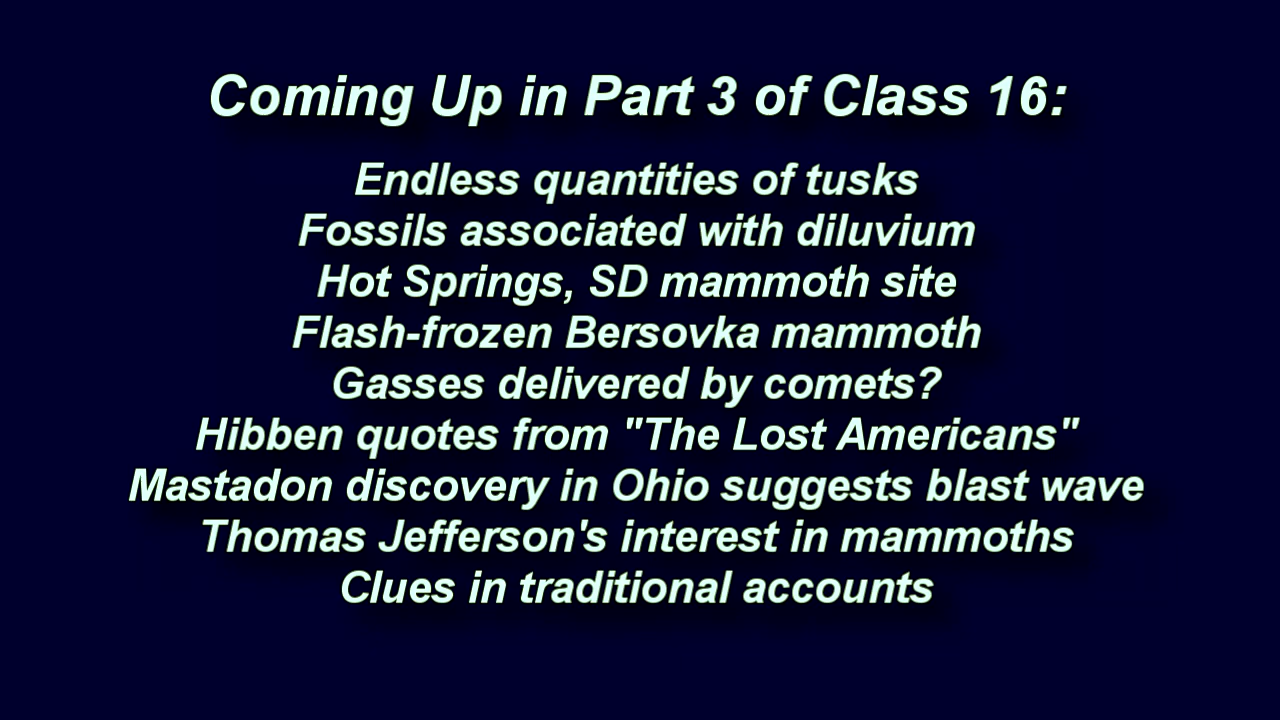 Coming Up in Part 3 of Class 16:
Endless quantities of tusks
Fossils associated with diluvium
Hot Springs, SD mammoth site
Flash-frozen Bersovka mammoth
Gasses delivered by comets?
Hibben quotes from "The Lost Americans"
Mastadon discovery in Ohio suggests blast wave
Thomas Jefferson's interest in mammoths
Clues in traditional accounts